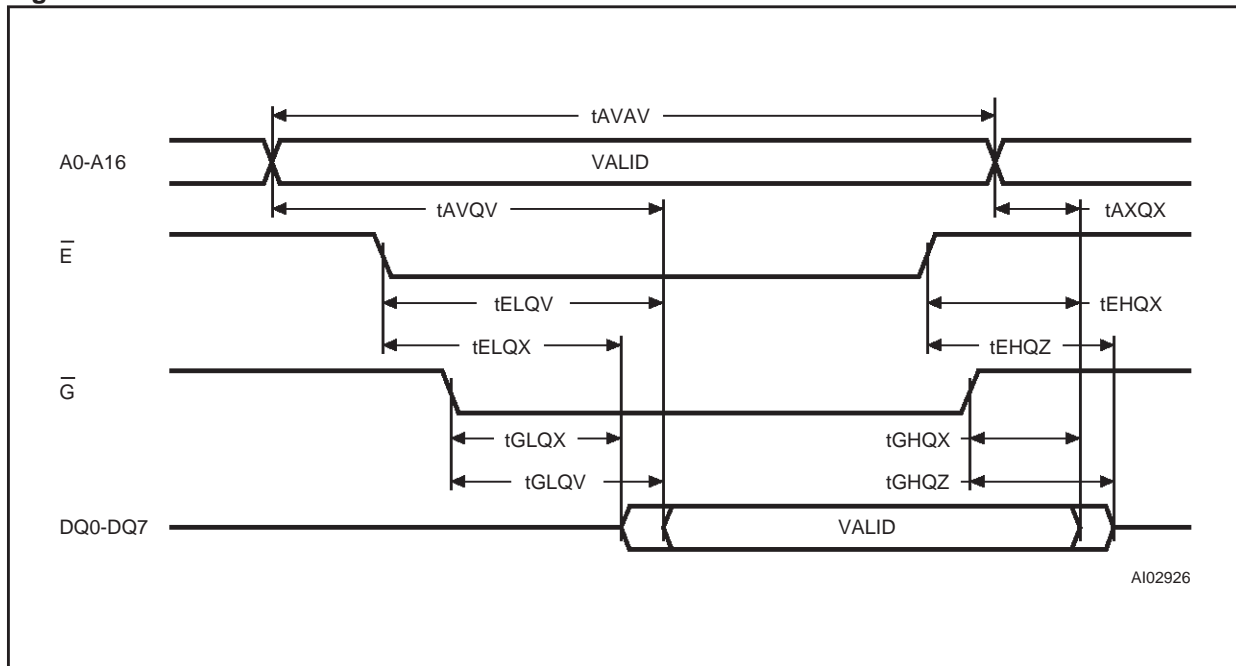 tAVAV
A0-A16
VALID
tAVQV
tAXQX
E
tELQV
tEHQX
tELQX
tEHQZ
G
tGLQX
tGHQX
tGLQV
tGHQZ
DQ0-DQ7
VALID
AI02926